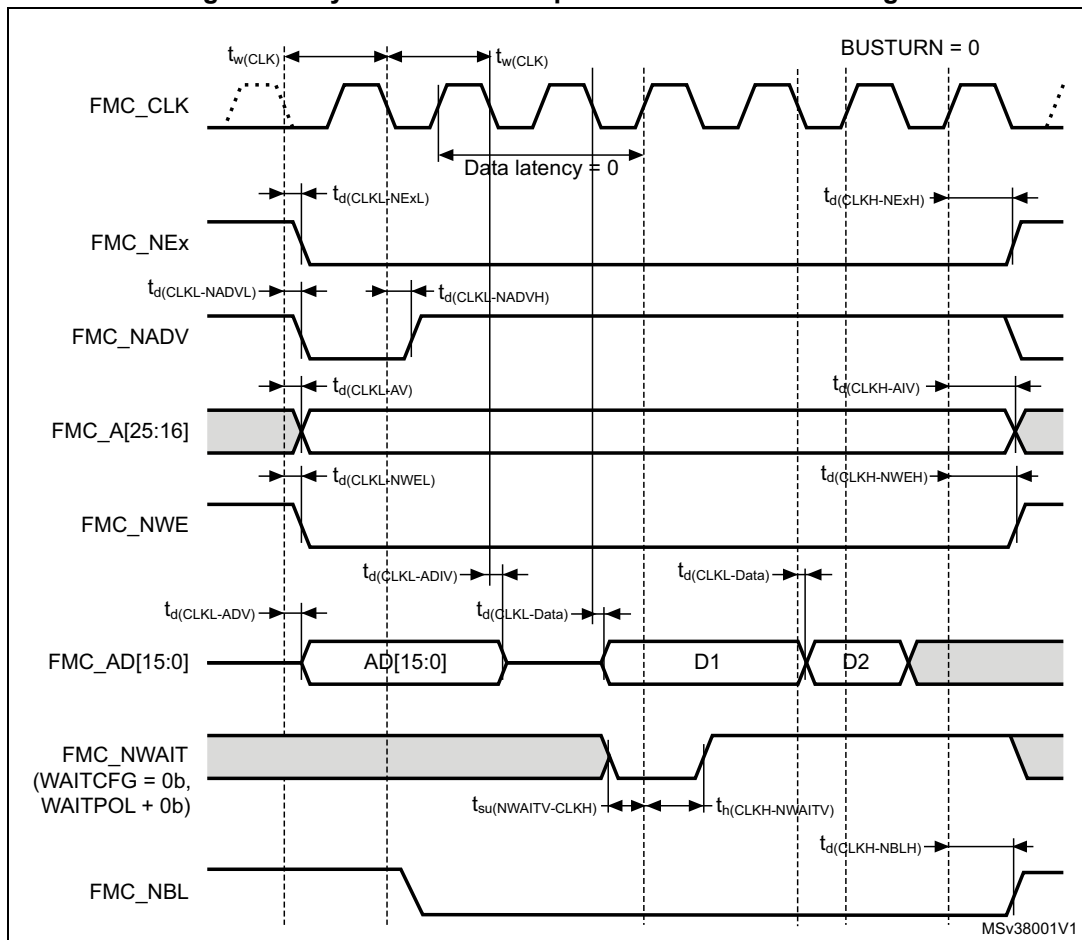 tw(CLK)
tw(CLK)
BUSTURN = 0
FMC_CLK
Data latency = 0
td(CLKL-NExL)
td(CLKH-NExH)
FMC_NEx
td(CLKL-NADVL)
td(CLKL-NADVH)
FMC_NADV
td(CLKL-AV)
td(CLKH-AIV)
FMC_A[25:16]
td(CLKL-NWEL)
td(CLKH-NWEH)
FMC_NWE
td(CLKL-ADIV)
td(CLKL-Data)
td(CLKL-ADV)
td(CLKL-Data)
FMC_AD[15:0]
AD[15:0]
D1
D2
FMC_NWAIT
(WAITCFG = 0b,
WAITPOL + 0b)
tsu(NWAITV-CLKH)
th(CLKH-NWAITV)
td(CLKH-NBLH)
FMC_NBL
MSv38001V1